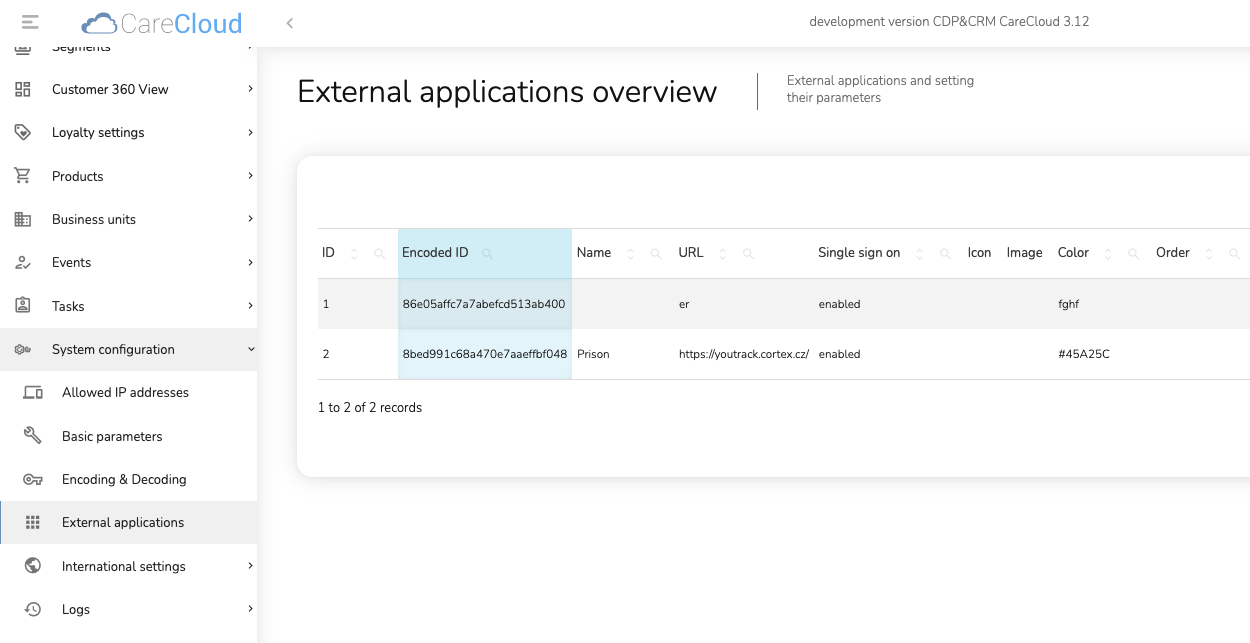 CareCloud
development version CDP&CRM CareCloud 3.12
Segments
Customer 360 View
Loyalty settings
Products
Business units
Events
Tasks
System configuration
Allowed IP addresses
Basic parameters
Encoding & Decoding
External applications
International settings
Logs
External applications overview
External applications and setting
their parameters
ID Encoded ID Name URL Single sign on Icon Image Color Order
1 86e05affc7a7abefcd513ab400 er enabled fghf
2 8bed991c68a470e7aaeffbf048 Prison https://youtrack.cortex.cz/ enabled #45A25C
1 to 2 of 2 records